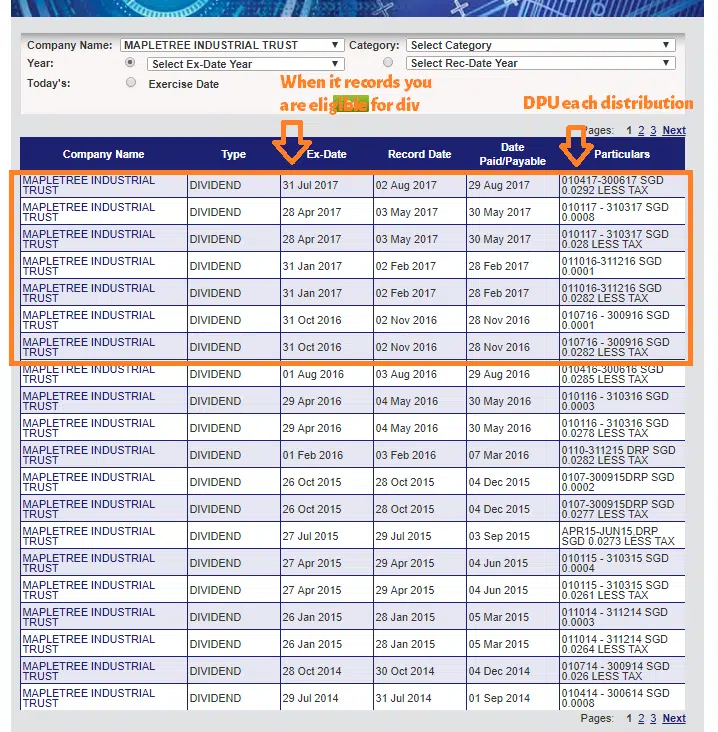 Company Name: MAPLETREE INDUSTRIAL TRUST Category: Select Category
Year: Select Ex-Date Year Select Rec-Date Year
Today's: Exercise Date
When it records you
are eligible for div
DPU each distribution
Pages: 1 2 3 Next
Company Name Type Ex-Date Record Date Date Paid/Payable Particulars
MAPLETREE INDUSTRIAL TRUST DIVIDEND 31 Jul 2017 02 Aug 2017 29 Aug 2017 010417-300617 SGD 0.0292 LESS TAX
MAPLETREE INDUSTRIAL TRUST DIVIDEND 28 Apr 2017 03 May 2017 30 May 2017 010117 - 310317 SGD 0.0008
MAPLETREE INDUSTRIAL TRUST DIVIDEND 28 Apr 2017 03 May 2017 30 May 2017 010117 - 310317 SGD 0.028 LESS TAX
MAPLETREE INDUSTRIAL TRUST DIVIDEND 31 Jan 2017 02 Feb 2017 28 Feb 2017 011016-311216 SGD 0.0001
MAPLETREE INDUSTRIAL TRUST DIVIDEND 31 Jan 2017 02 Feb 2017 28 Feb 2017 011016-311216 SGD 0.0282 LESS TAX
MAPLETREE INDUSTRIAL TRUST DIVIDEND 31 Oct 2016 02 Nov 2016 28 Nov 2016 010716 - 300916 SGD 0.0001
MAPLETREE INDUSTRIAL TRUST DIVIDEND 31 Oct 2016 02 Nov 2016 28 Nov 2016 010716 - 300916 SGD 0.0282 LESS TAX
MAPLETREE INDUSTRIAL TRUST DIVIDEND 01 Aug 2016 03 Aug 2016 29 Aug 2016 010416-300616 SGD 0.0285 LESS TAX
MAPLETREE INDUSTRIAL TRUST DIVIDEND 29 Apr 2016 04 May 2016 30 May 2016 010116 - 310316 SGD 0.0003
MAPLETREE INDUSTRIAL TRUST DIVIDEND 29 Apr 2016 04 May 2016 30 May 2016 010116 - 310316 SGD 0.0278 LESS TAX
MAPLETREE INDUSTRIAL TRUST DIVIDEND 01 Feb 2016 03 Feb 2016 07 Mar 2016 0110-311215 DRP SGD 0.0282 LESS TAX
MAPLETREE INDUSTRIAL TRUST DIVIDEND 26 Oct 2015 28 Oct 2015 04 Dec 2015 0107-300915DRP SGD 0.0002
MAPLETREE INDUSTRIAL TRUST DIVIDEND 26 Oct 2015 28 Oct 2015 04 Dec 2015 0107-300915DRP SGD 0.0277 LESS TAX
MAPLETREE INDUSTRIAL TRUST DIVIDEND 27 Jul 2015 29 Jul 2015 03 Sep 2015 APR15-JUN15 DRP SGD 0.0273 LESS TAX
MAPLETREE INDUSTRIAL TRUST DIVIDEND 27 Apr 2015 29 Apr 2015 04 Jun 2015 010115 - 310315 SGD 0.0004
MAPLETREE INDUSTRIAL TRUST DIVIDEND 27 Apr 2015 29 Apr 2015 04 Jun 2015 010115 - 310315 SGD 0.0261 LESS TAX
MAPLETREE INDUSTRIAL TRUST DIVIDEND 26 Jan 2015 28 Jan 2015 05 Mar 2015 011014 - 311214 SGD 0.0003
MAPLETREE INDUSTRIAL TRUST DIVIDEND 26 Jan 2015 28 Jan 2015 05 Mar 2015 011014 - 311214 SGD 0.0264 LESS TAX
MAPLETREE INDUSTRIAL TRUST DIVIDEND 28 Oct 2014 30 Oct 2014 04 Dec 2014 010714 - 300914 SGD 0.026 LESS TAX
MAPLETREE INDUSTRIAL TRUST DIVIDEND 29 Jul 2014 31 Jul 2014 01 Sep 2014 010414 - 300614 SGD 0.0008
Pages: 1 2 3 Next